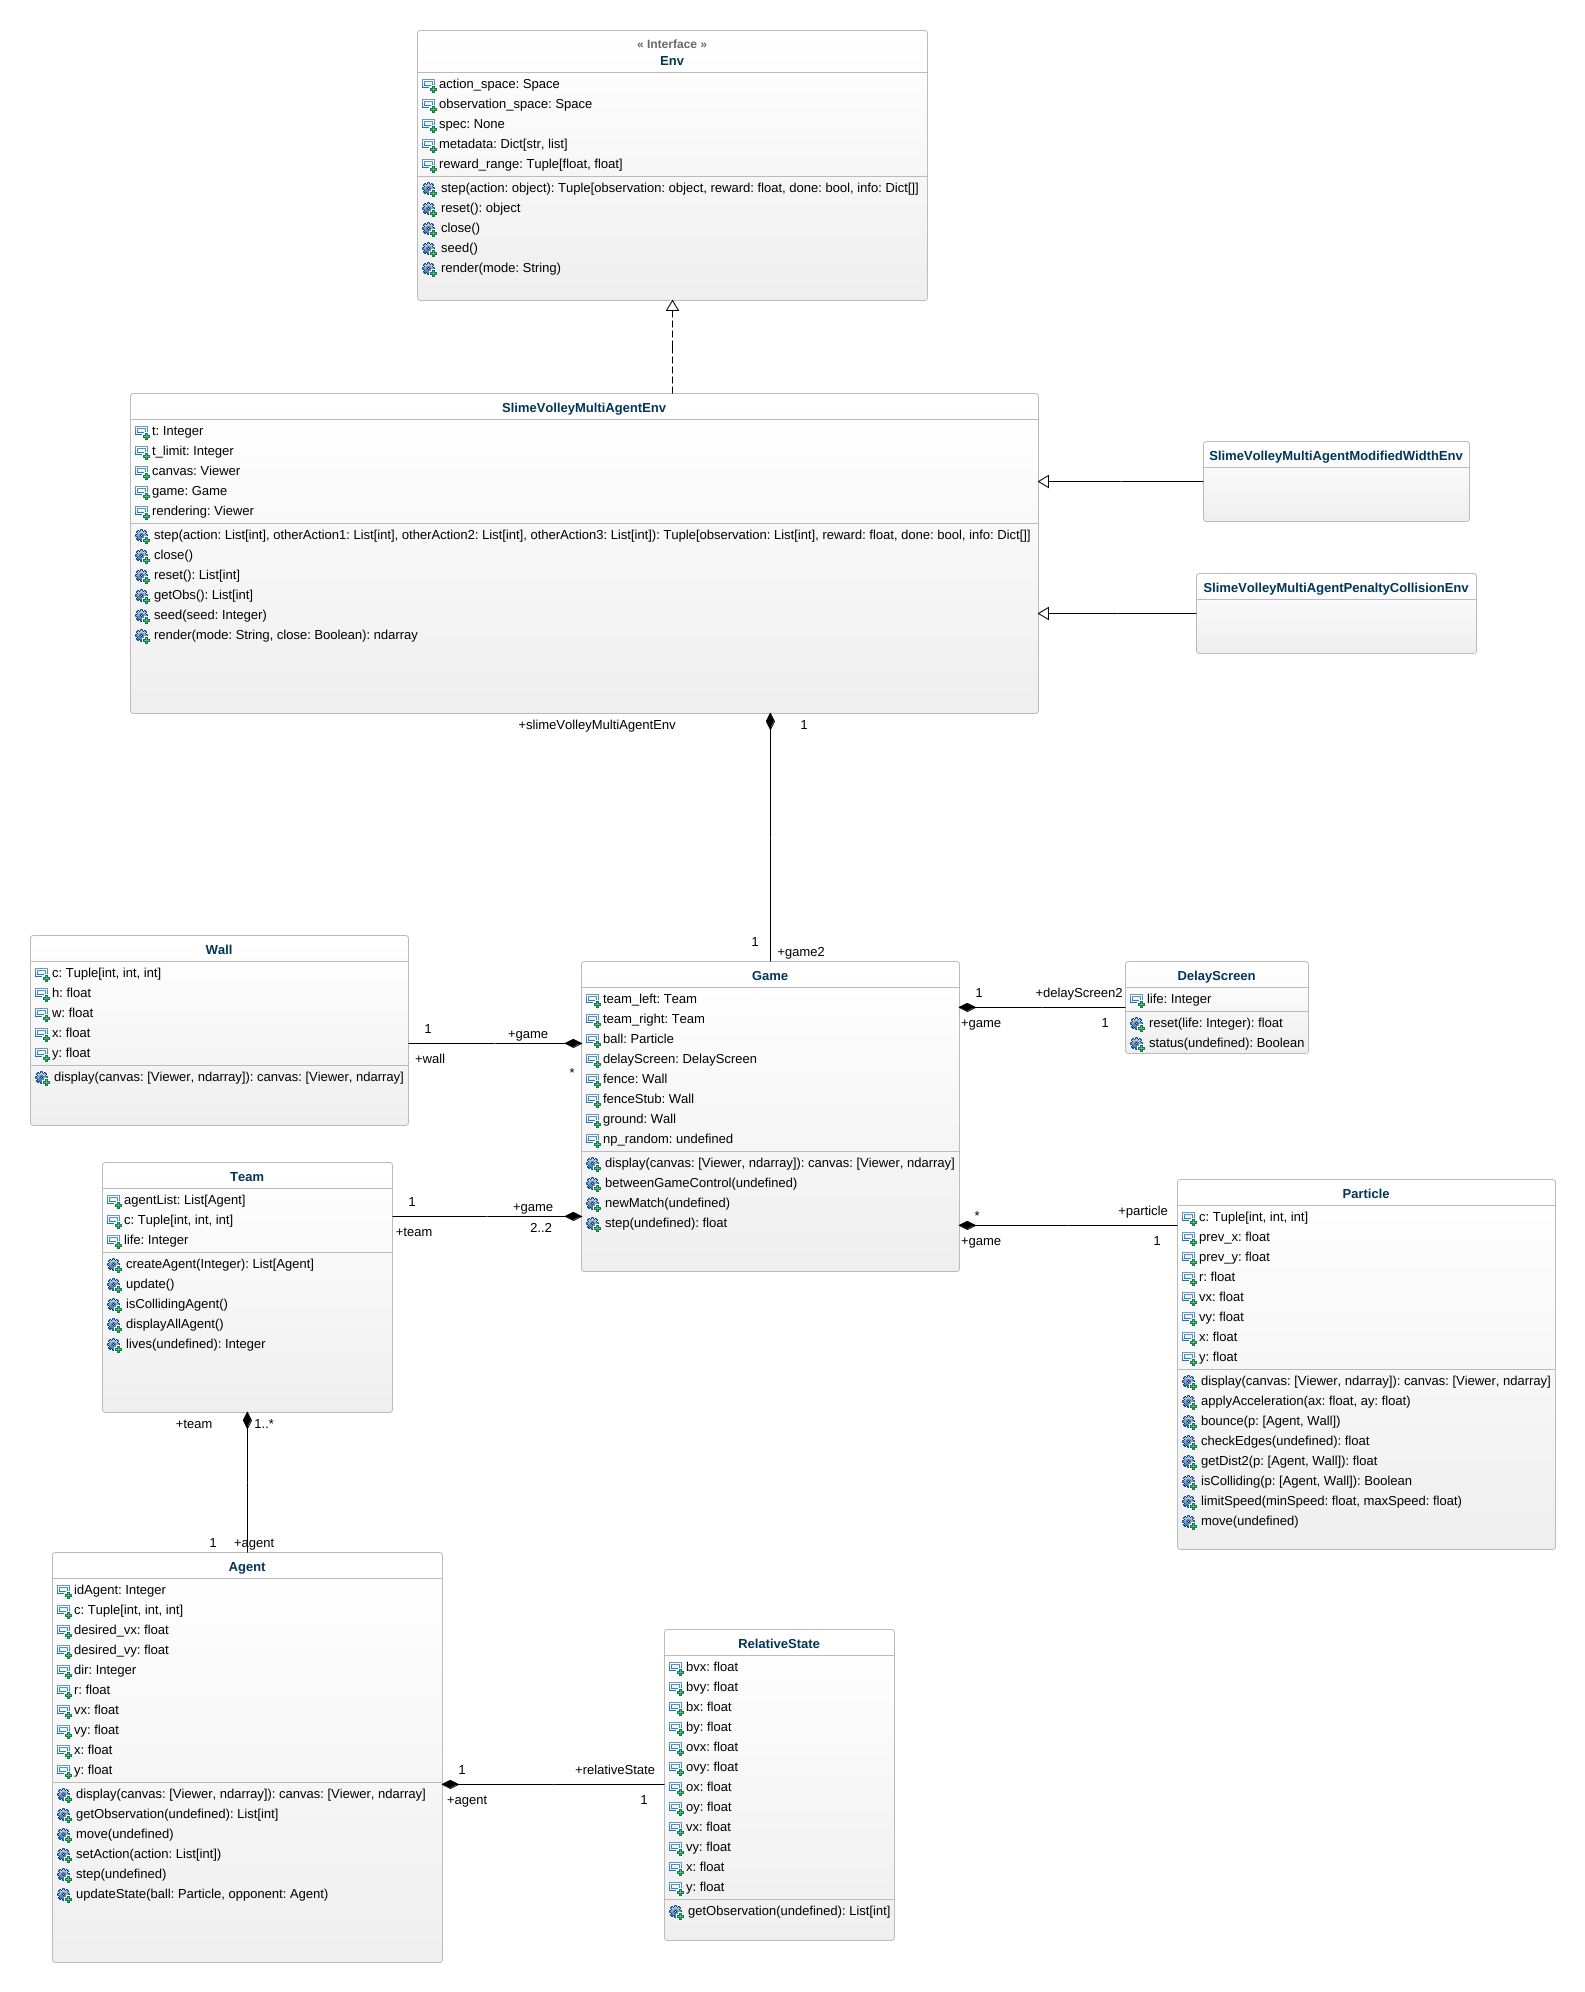 « Interface »
Env
action_space: Space
observation_space: Space
spec: None
metadata: Dict[str, list]
reward_range: Tuple[float, float]
step(action: object): Tuple[observation: object, reward: float, done: bool, info: Dict[]]
reset(): object
close()
seed()
render(mode: String)
SlimeVolleyMultiAgentEnv
t: Integer
t_limit: Integer
canvas: Viewer
game: Game
rendering: Viewer
step(action: List[int], otherAction1: List[int], otherAction2: List[int], otherAction3: List[int]): Tuple[observation: List[int], reward: float, done: bool, info: Dict[]]
close()
reset(): List[int]
getObs(): List[int]
seed(seed: Integer)
render(mode: String, close: Boolean): ndarray
SlimeVolleyMultiAgentModifiedWidthEnv
SlimeVolleyMultiAgentPenaltyCollisionEnv
+slimeVolleyMultiAgentEnv
1
1
+game2
Wall
c: Tuple[int, int, int]
h: float
w: float
x: float
y: float
display(canvas: [Viewer, ndarray]): canvas: [Viewer, ndarray]
1
+wall
+game
*
Game
team_left: Team
team_right: Team
ball: Particle
delayScreen: DelayScreen
fence: Wall
fenceStub: Wall
ground: Wall
np_random: undefined
display(canvas: [Viewer, ndarray]): canvas: [Viewer, ndarray]
betweenGameControl(undefined)
newMatch(undefined)
step(undefined): float
1
+game
+delayScreen2
1
DelayScreen
life: Integer
reset(life: Integer): float
status(undefined): Boolean
Team
agentList: List[Agent]
c: Tuple[int, int, int]
life: Integer
createAgent(Integer): List[Agent]
update()
isCollidingAgent()
displayAllAgent()
lives(undefined): Integer
1
+team
+game
2..2
*
+game
+particle
1
Particle
c: Tuple[int, int, int]
prev_x: float
prev_y: float
r: float
vx: float
vy: float
x: float
y: float
display(canvas: [Viewer, ndarray]): canvas: [Viewer, ndarray]
applyAcceleration(ax: float, ay: float)
bounce(p: [Agent, Wall])
checkEdges(undefined): float
getDist2(p: [Agent, Wall]): float
isColliding(p: [Agent, Wall]): Boolean
limitSpeed(minSpeed: float, maxSpeed: float)
move(undefined)
+team
1..*
1
+agent
Agent
idAgent: Integer
c: Tuple[int, int, int]
desired_vx: float
desired_vy: float
dir: Integer
r: float
vx: float
vy: float
x: float
y: float
display(canvas: [Viewer, ndarray]): canvas: [Viewer, ndarray]
getObservation(undefined): List[int]
move(undefined)
setAction(action: List[int])
step(undefined)
updateState(ball: Particle, opponent: Agent)
1
+agent
+relativeState
1
RelativeState
bvx: float
bvy: float
bx: float
by: float
ovx: float
ovy: float
ox: float
oy: float
vx: float
vy: float
x: float
y: float
getObservation(undefined): List[int]